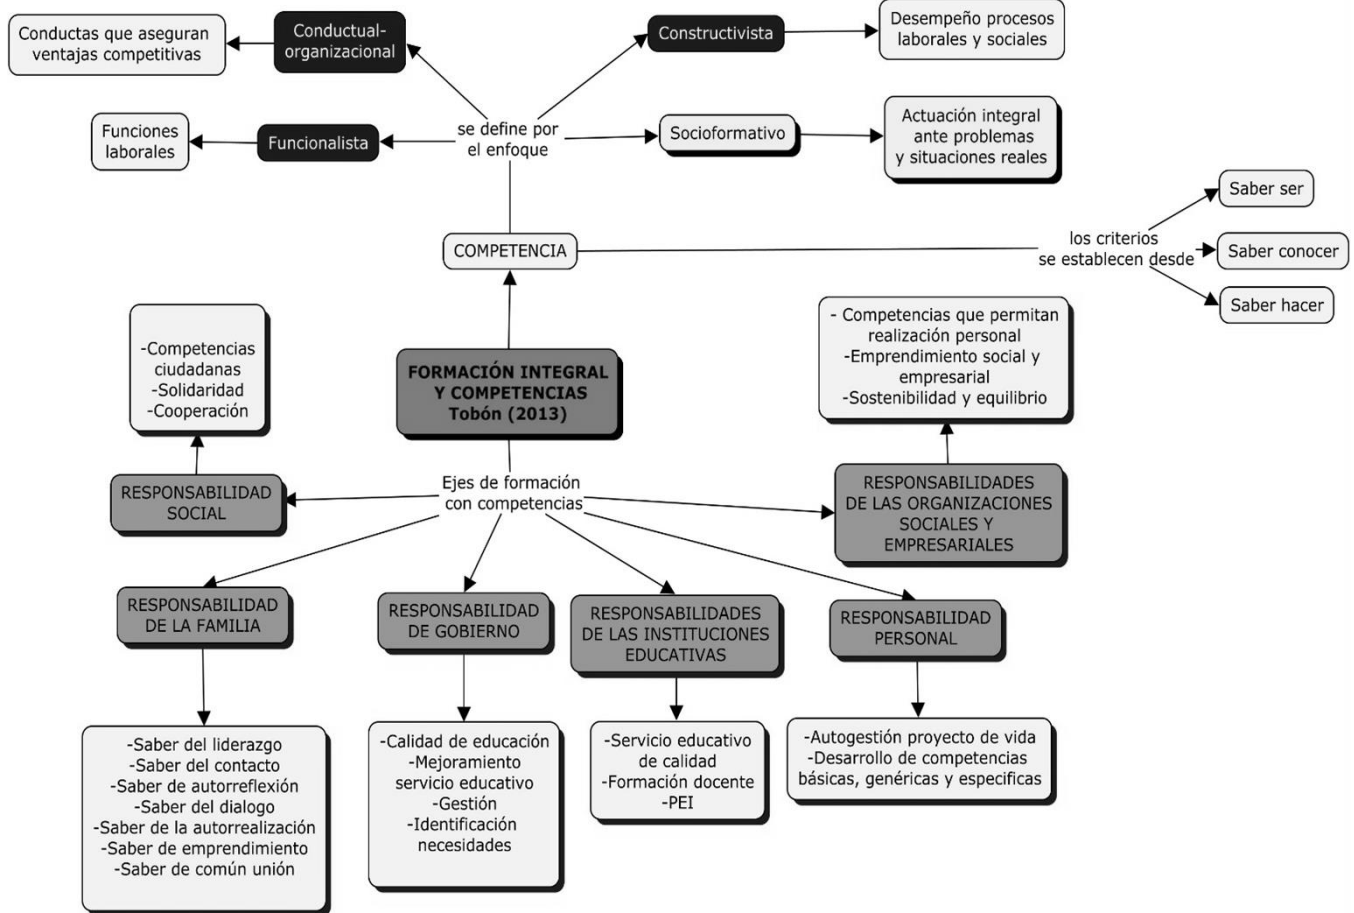 Conductas que aseguran
ventajas competitivas
Conductual-
organizacional
Constructivista
Desempeño procesos
laborales y sociales
Funciones
laborales
Funcionalista
se define por
el enfoque
Socioformativo
Actuación integral
ante problemas
y situaciones reales
COMPETENCIA
los criterios
se establecen desde
Saber ser
Saber conocer
Saber hacer
-Competencias
ciudadanas
-Solidaridad
-Cooperación
FORMACIÓN INTEGRAL
Y COMPETENCIAS
Tobón (2013)
- Competencias que permitan
realización personal
-Emprendimiento social y
empresarial
-Sostenibilidad y equilibrio
RESPONSABILIDAD
SOCIAL
Ejes de formación
con competencias
RESPONSABILIDADES
DE LAS ORGANIZACIONES
SOCIALES Y
EMPRESARIALES
RESPONSABILIDAD
DE LA FAMILIA
RESPONSABILIDAD
DE GOBIERNO
RESPONSABILIDADES
DE LAS INSTITUCIONES
EDUCATIVAS
RESPONSABILIDAD
PERSONAL
-Saber del liderazgo
-Saber del contacto
-Saber de autorreflexión
-Saber del dialogo
-Saber de la autorrealización
-Saber de emprendimiento
-Saber de común unión
-Calidad de educación
-Mejoramiento
servicio educativo
-Gestión
-Identificación
necesidades
-Servicio educativo
de calidad
-Formación docente
-PEI
-Autogestión proyecto de vida
-Desarrollo de competencias
básicas, genéricas y especificas